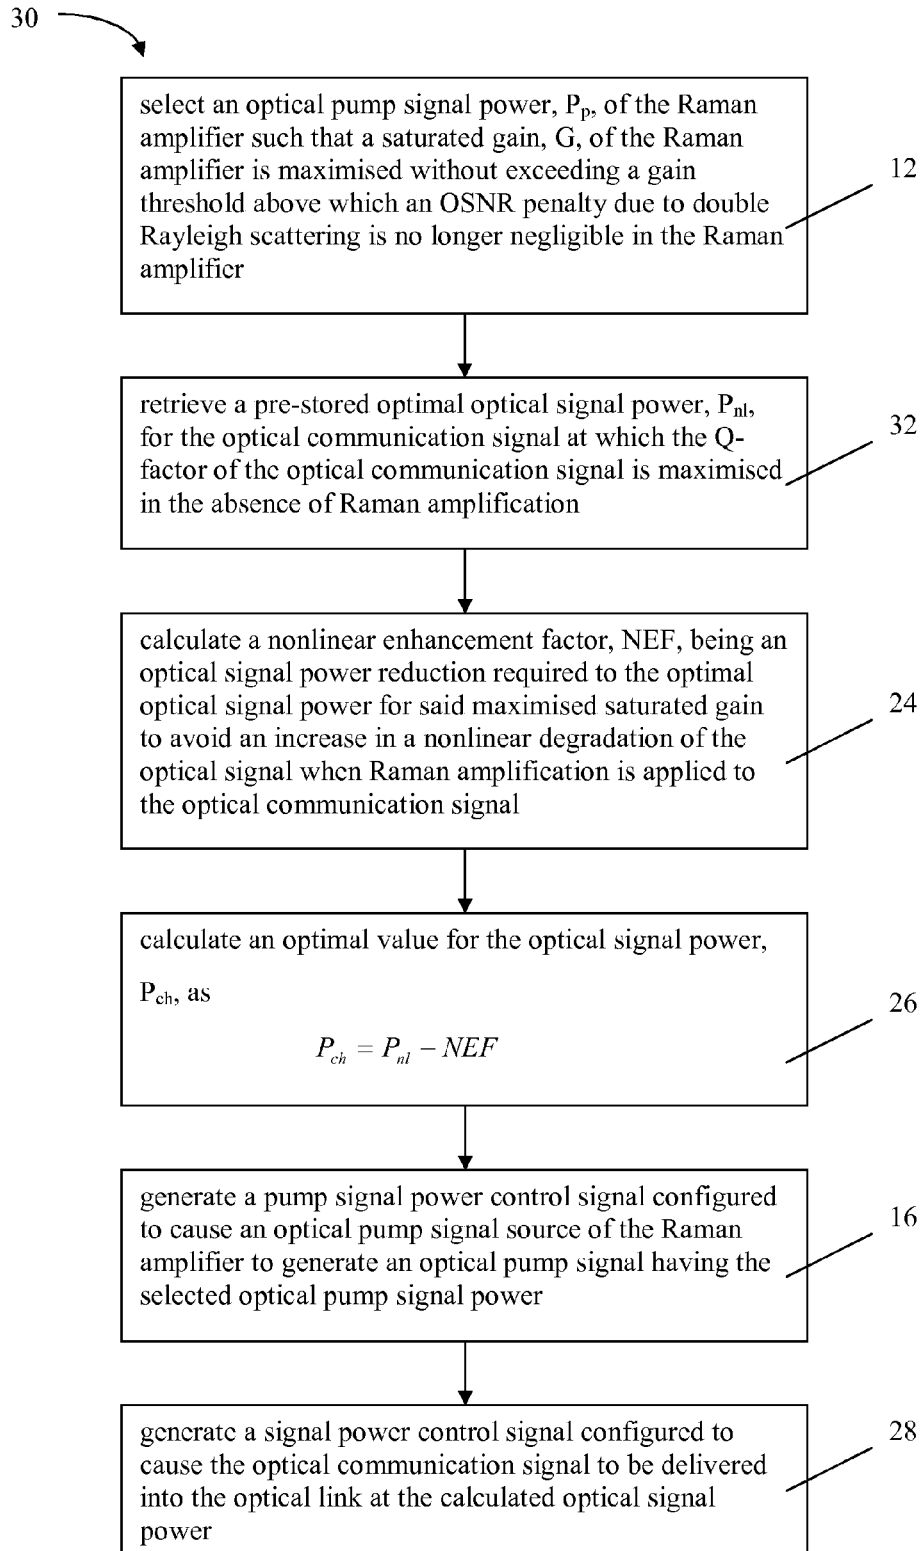 30
select an optical pump signal power, Pp, of the Raman
amplifier such that a saturated gain, G, of the Raman
amplifier is maximised without exceeding a gain
threshold above which an OSNR penalty due to double
Rayleigh scattering is no longer negligible in the Raman
amplifier
12
retrieve a pre-stored optimal optical signal power, Pnl,
for the optical communication signal at which the Q-
factor of the optical communication signal is maximised
in the absence of Raman amplification
32
calculate a nonlinear enhancement factor, NEF, being an
optical signal power reduction required to the optimal
optical signal power for said maximised saturated gain
to avoid an increase in a nonlinear degradation of the
optical signal when Raman amplification is applied to
the optical communication signal
24
calculate an optimal value for the optical signal power,
Pch, as
Pch = Pnl – NEF
26
generate a pump signal power control signal configured
to cause an optical pump signal source of the Raman
amplifier to generate an optical pump signal having the
selected optical pump signal power
16
generate a signal power control signal configured to
cause the optical communication signal to be delivered
into the optical link at the calculated optical signal
power
28